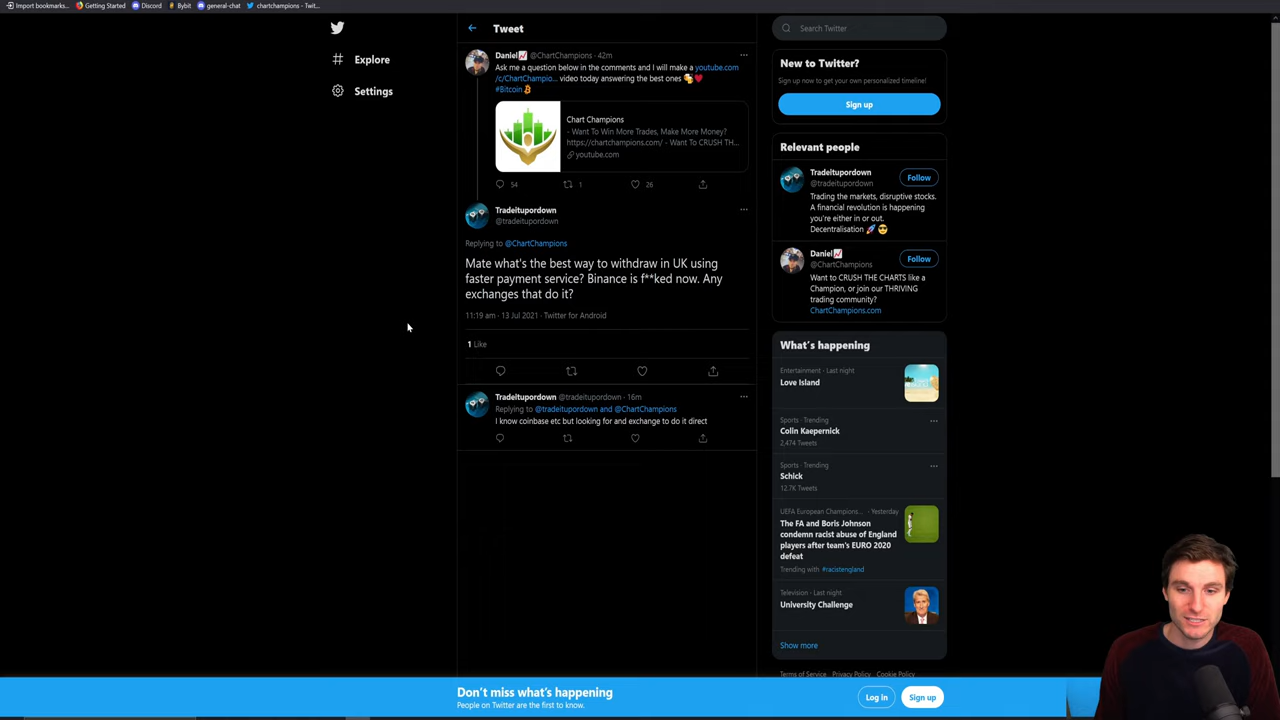 Import bookmarks...
Getting Started
Discord
Bybit
general-chat
chartchampions - Twit...
Explore
Settings
Tweet
Daniel📈 @ChartChampions · 42m
Ask me a question below in the comments and I will make a youtube.com
/c/ChartChampio... video today answering the best ones 🥰♥️
#Bitcoin
Chart Champions
- Want To Win More Trades, Make More Money?
https://chartchampions.com/ - Want To CRUSH TH...
youtube.com
54
1
26
Tradeitupordown
@tradeitupordown
Replying to @ChartChampions
Mate what's the best way to withdraw in UK using
faster payment service? Binance is f**ked now. Any
exchanges that do it?
11:19 am · 13 Jul 2021 · Twitter for Android
1 Like
Tradeitupordown @tradeitupordown · 16m
Replying to @tradeitupordown and @ChartChampions
I know coinbase etc but looking for and exchange to do it direct
Search Twitter
New to Twitter?
Sign up now to get your own personalized timeline!
Sign up
Relevant people
Tradeitupordown
@tradeitupordown
Follow
Trading the markets, disruptive stocks.
A financial revolution is happening
you're either in or out.
Decentralisation 🚀 😎
Daniel📈
@ChartChampions
Follow
Want to CRUSH THE CHARTS like a
Champion, or join our THRIVING
trading community?
ChartChampions.com
What's happening
Entertainment · Last night
Love Island
Sports · Trending
Colin Kaepernick
2,474 Tweets
Sports · Trending
Schick
12.7K Tweets
UEFA European Champions... · Yesterday
The FA and Boris Johnson
condemn racist abuse of England
players after team's EURO 2020
defeat
Trending with #racistengland
Television · Last night
University Challenge
Show more
Terms of Service Privacy Policy Cookie Policy
Don't miss what's happening
People on Twitter are the first to know.
Log in
Sign up